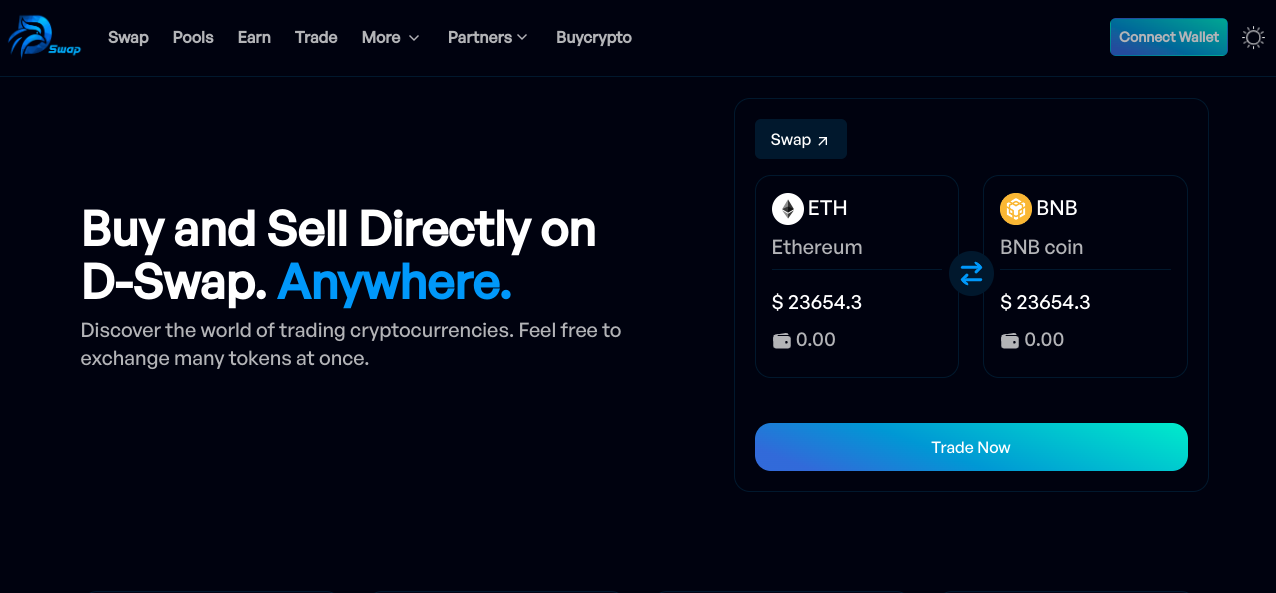 Swap
Swap Pools Earn Trade More Partners Buycrypto
Connect Wallet
Buy and Sell Directly on
D-Swap. Anywhere.
Discover the world of trading cryptocurrencies. Feel free to
exchange many tokens at once.
Swap
ETH
Ethereum
$ 23654.3
0.00
BNB
BNB coin
$ 23654.3
0.00
Trade Now